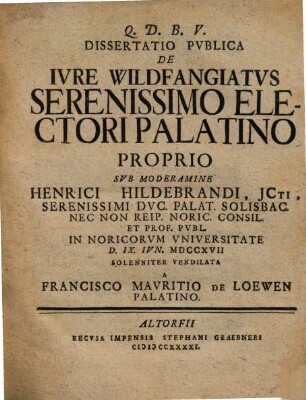 Q. D. B. V.
DISSERTATIO PVBLICA
DE
IVRE WILDFANGIATVS
SERENISSIMO ELE-
CTORI PALATINO
PROPRIO
SVB MODERAMINE
HENRICI HILDEBRANDI, JCTI,
SERENISSIMI DVC. PALAT. SOLISBAC.
NEC NON REIP. NORIC. CONSIL.
ET PROF. PVBL.
IN NORICORVM VNIVERSITATE
D. IX. IVN. MDCCXVII
SOLENNITER VENDILATA
A
FRANCISCO MAVRITIO DE LOEWEN
PALATINO.
ALTORFII
RECVSA IMPENSIS STEPHANI GRAEBNERI
CIↃIↃCCXXXXI.